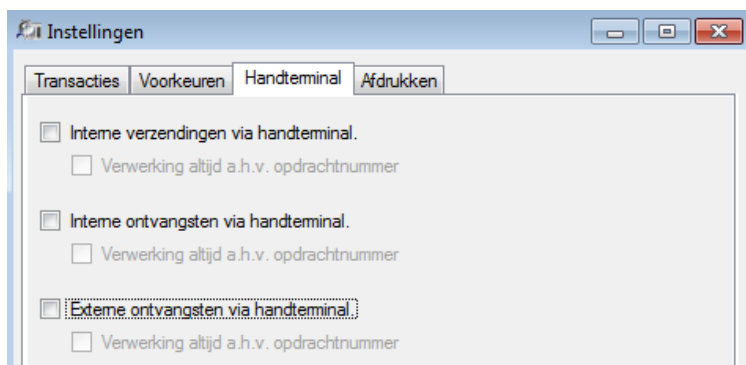 Instellingen
Transacties Voorkeuren Handterminal Afdrukken
Interne verzendingen via handterminal.
Verwerking altijd a.h.v. opdrachtnummer
Interne ontvangsten via handterminal.
Verwerking altijd a.h.v. opdrachtnummer
Externe ontvangsten via handterminal.
Verwerking altijd a.h.v. opdrachtnummer